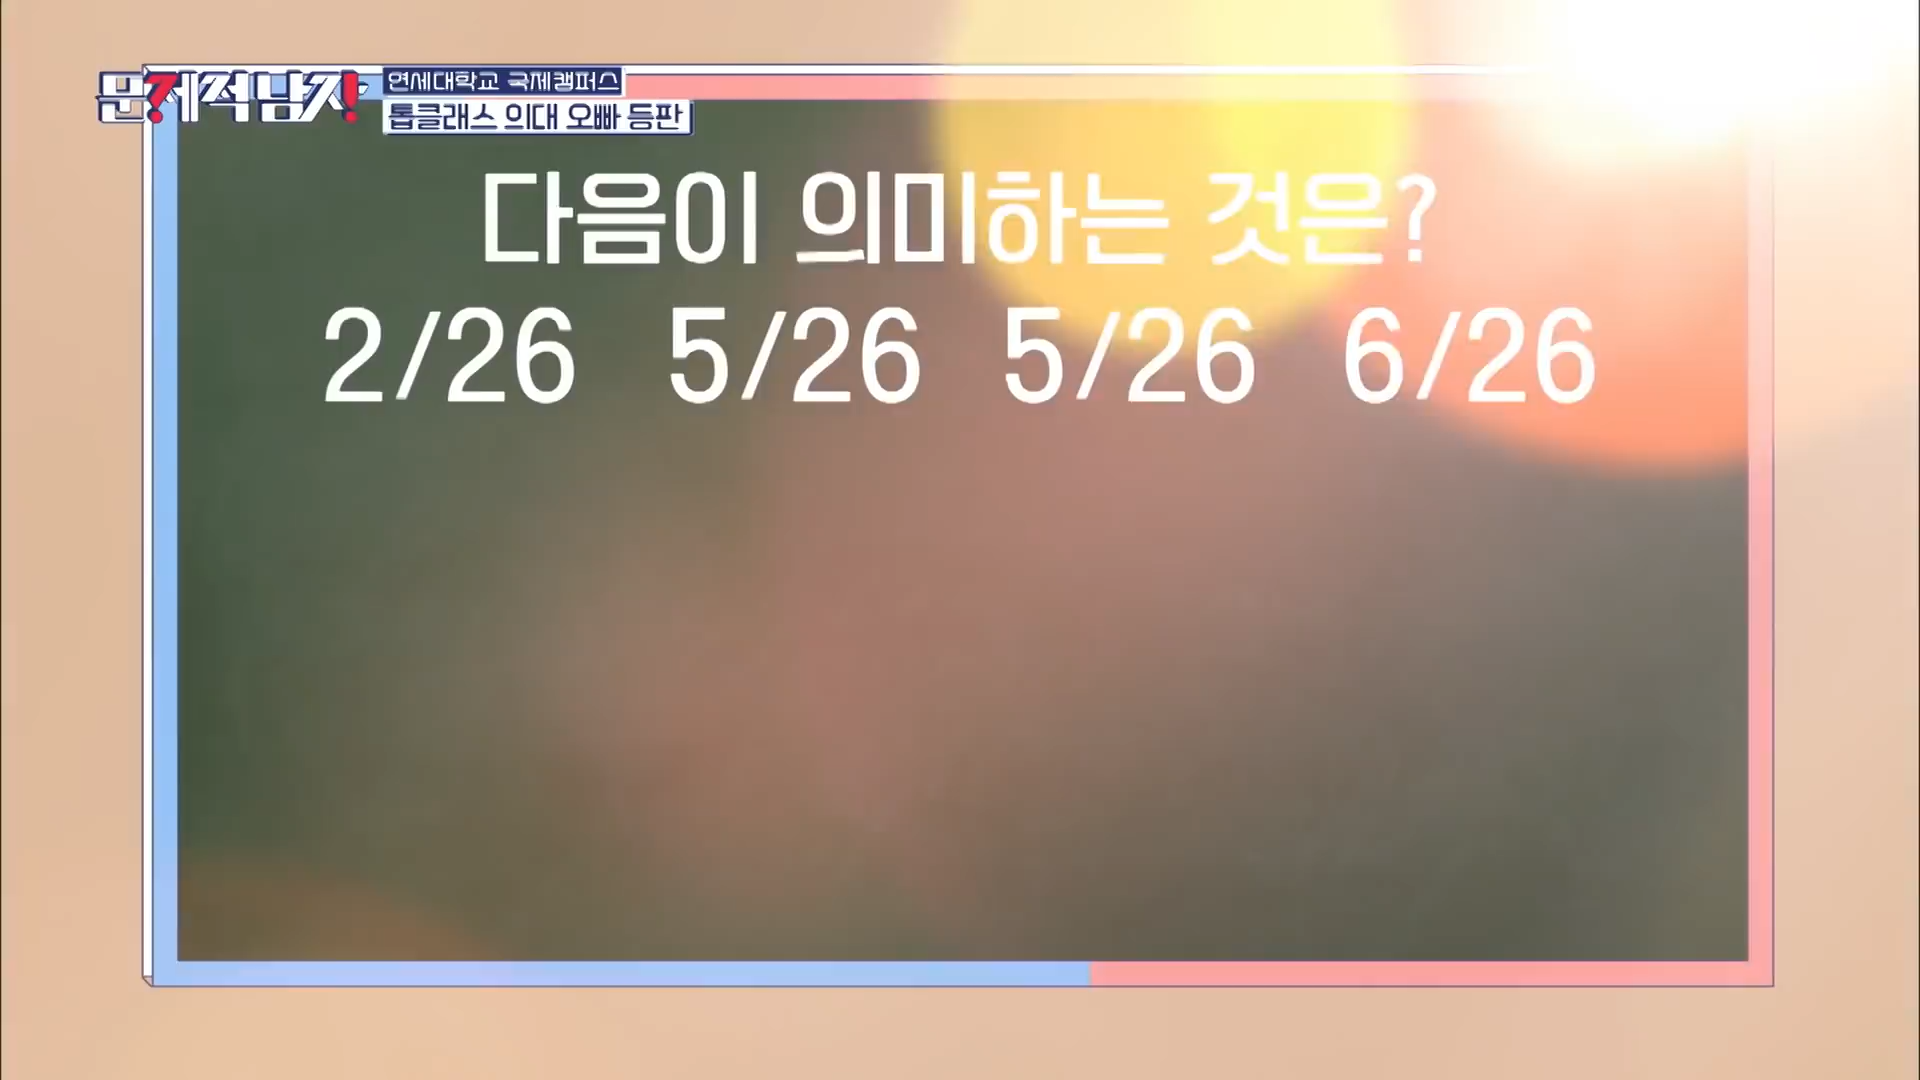 문제적 남자!
연세대학교 국제캠퍼스
톱클래스 의대 오빠 등판
다음이 의미하는 것은?
2/26 5/26 5/26 6/26